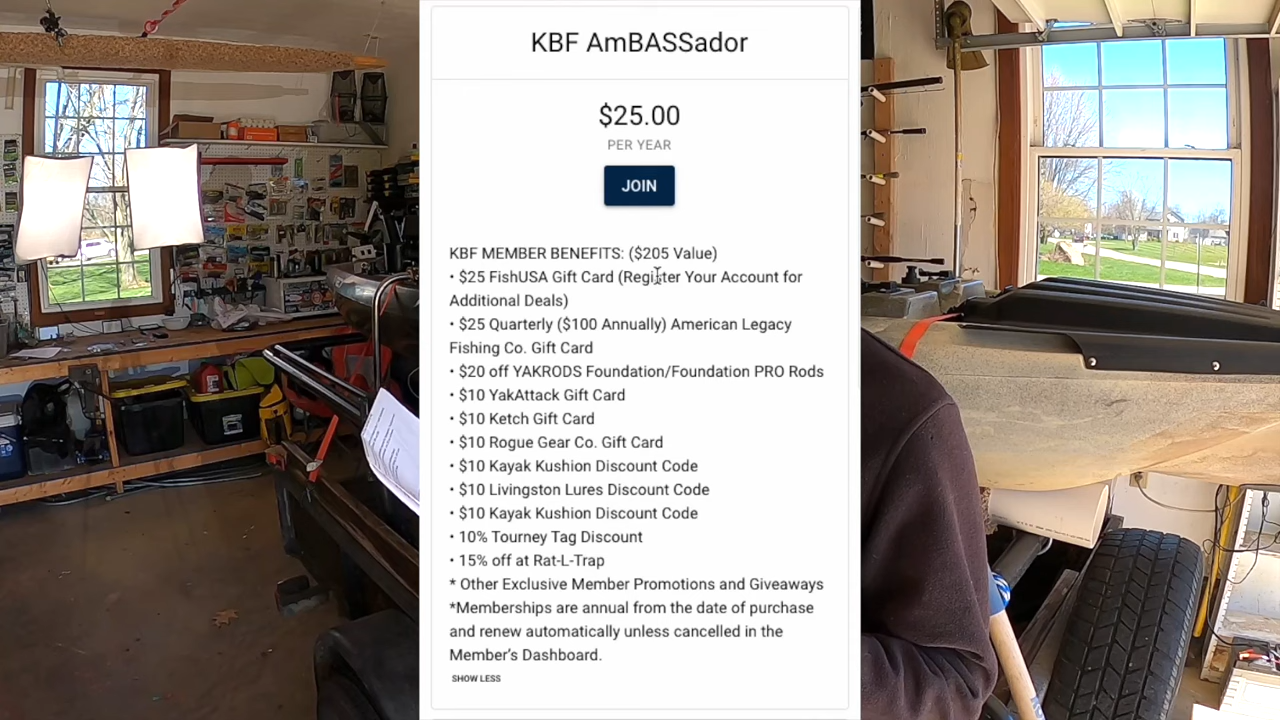 KBF AmBASSador
$25.00
PER YEAR
JOIN
KBF MEMBER BENEFITS: ($205 Value)
• $25 FishUSA Gift Card (Register Your Account for
Additional Deals)
• $25 Quarterly ($100 Annually) American Legacy
Fishing Co. Gift Card
• $20 off YAKRODS Foundation/Foundation PRO Rods
• $10 YakAttack Gift Card
• $10 Ketch Gift Card
• $10 Rogue Gear Co. Gift Card
• $10 Kayak Kushion Discount Code
• $10 Livingston Lures Discount Code
• $10 Kayak Kushion Discount Code
• 10% Tourney Tag Discount
• 15% off at Rat-L-Trap
* Other Exclusive Member Promotions and Giveaways
*Memberships are annual from the date of purchase
and renew automatically unless cancelled in the
Member’s Dashboard.
SHOW LESS